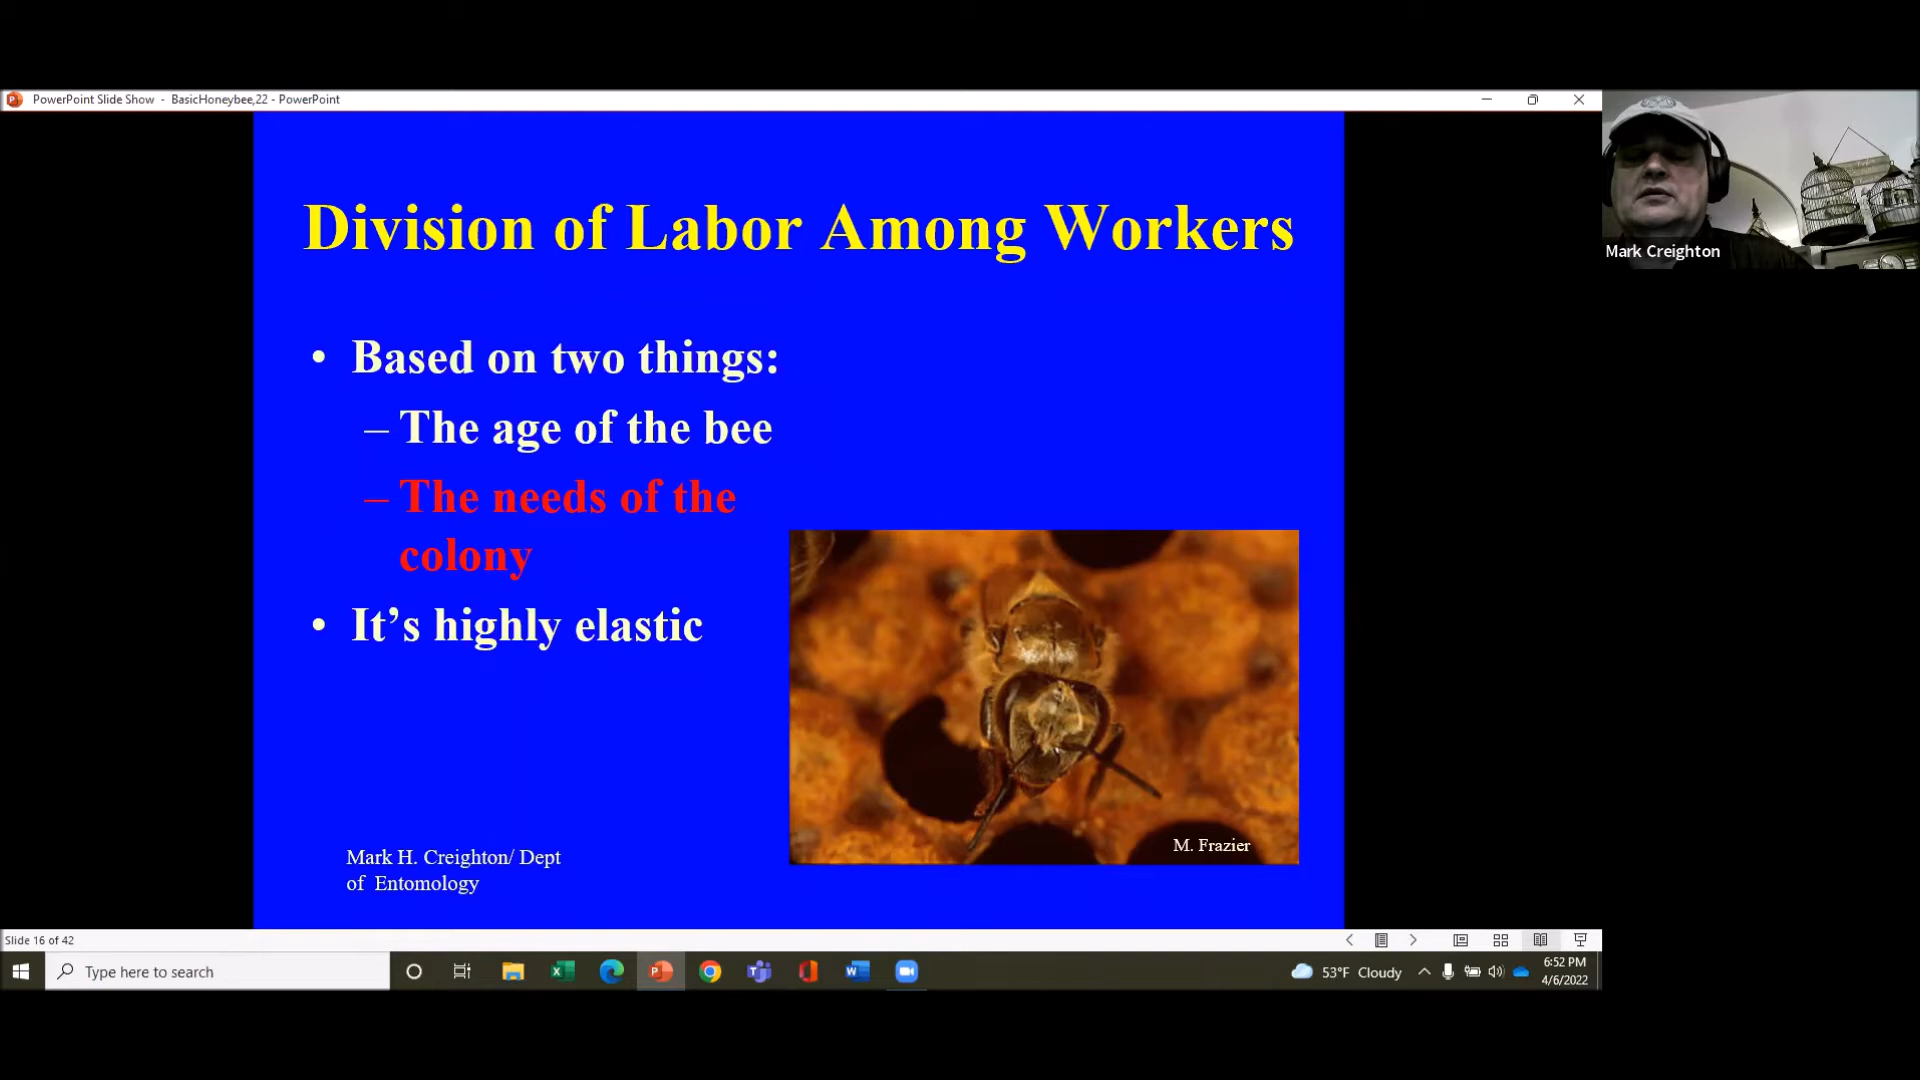 PowerPoint Slide Show - BasicHoneybee,22 - PowerPoint
Mark Creighton
Division of Labor Among Workers
• Based on two things:
– The age of the bee
– The needs of the
colony
• It’s highly elastic
M. Frazier
Mark H. Creighton/ Dept
of Entomology
Slide 16 of 42
Type here to search
53°F Cloudy
6:52 PM
4/6/2022